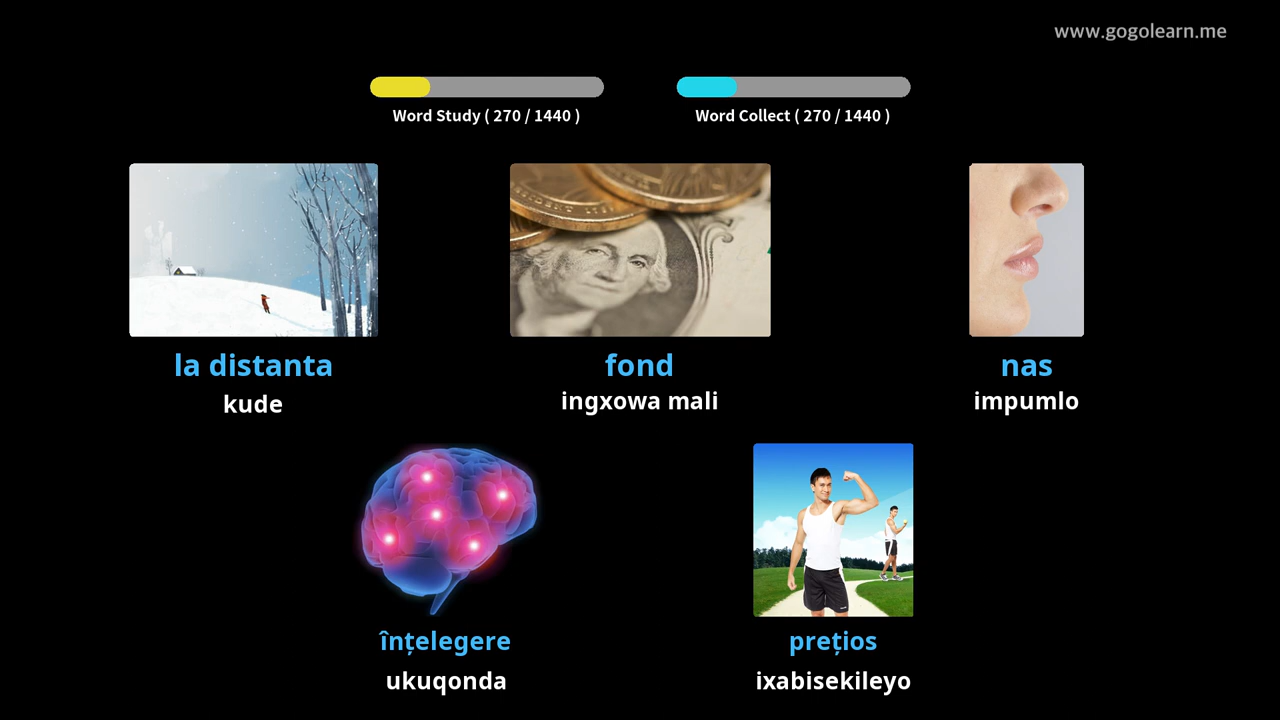 www.gogolearn.me
Word Study ( 270 / 1440 )
Word Collect ( 270 / 1440 )
la distanta
kude
fond
ingxowa mali
nas
impumlo
înțelegere
ukuqonda
prețios
ixabisekileyo